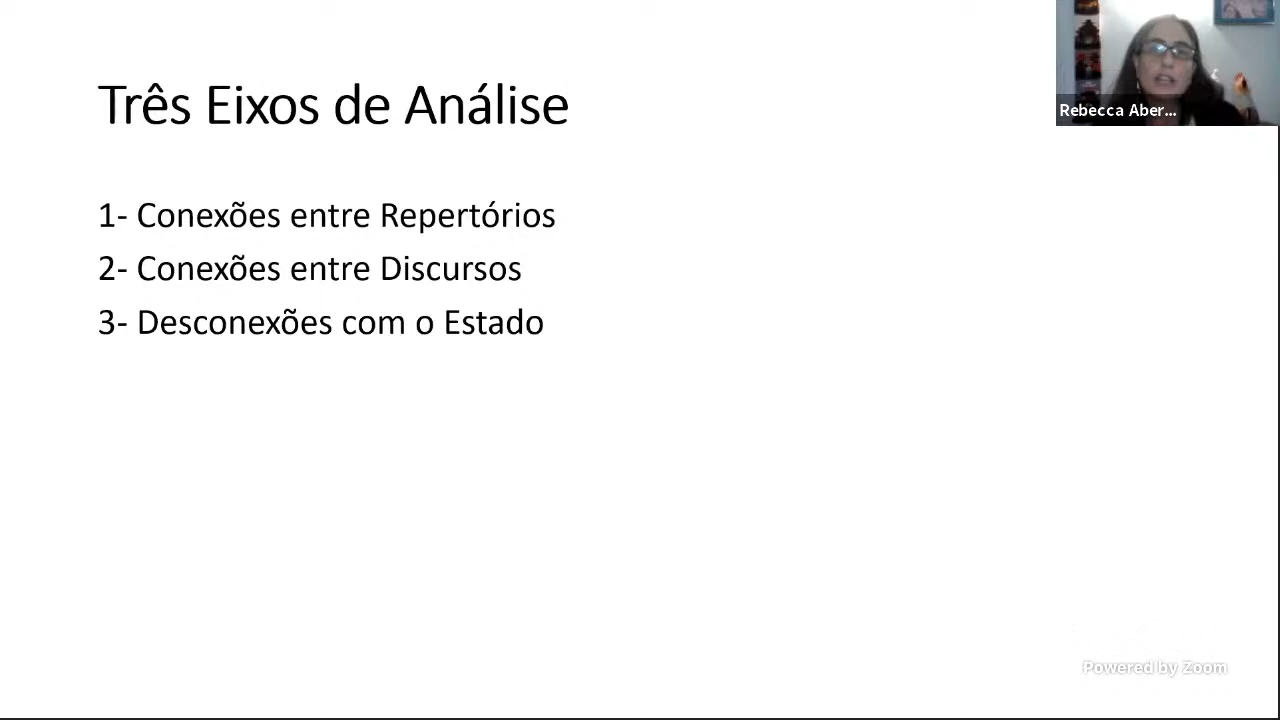 Três Eixos de Análise
Rebecca Aber...
1- Conexões entre Repertórios
2- Conexões entre Discursos
3- Desconexões com o Estado
Powered by Zoom